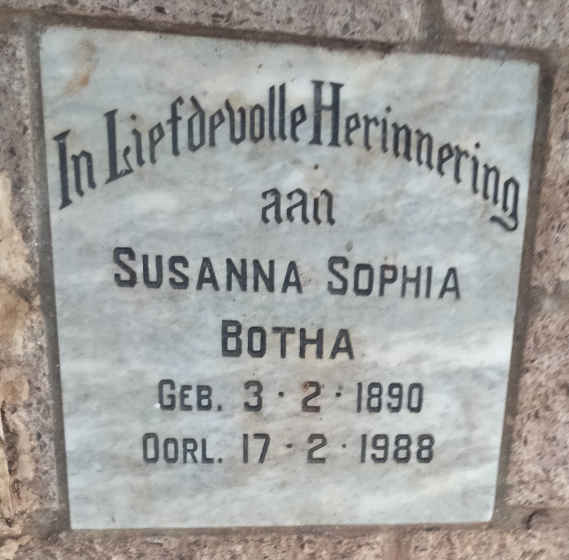 In Liefdevolle Herinnering
aan
SUSANNA SOPHIA
BOTHA
GEB. 3·2·1890
OORL. 17·2·1988